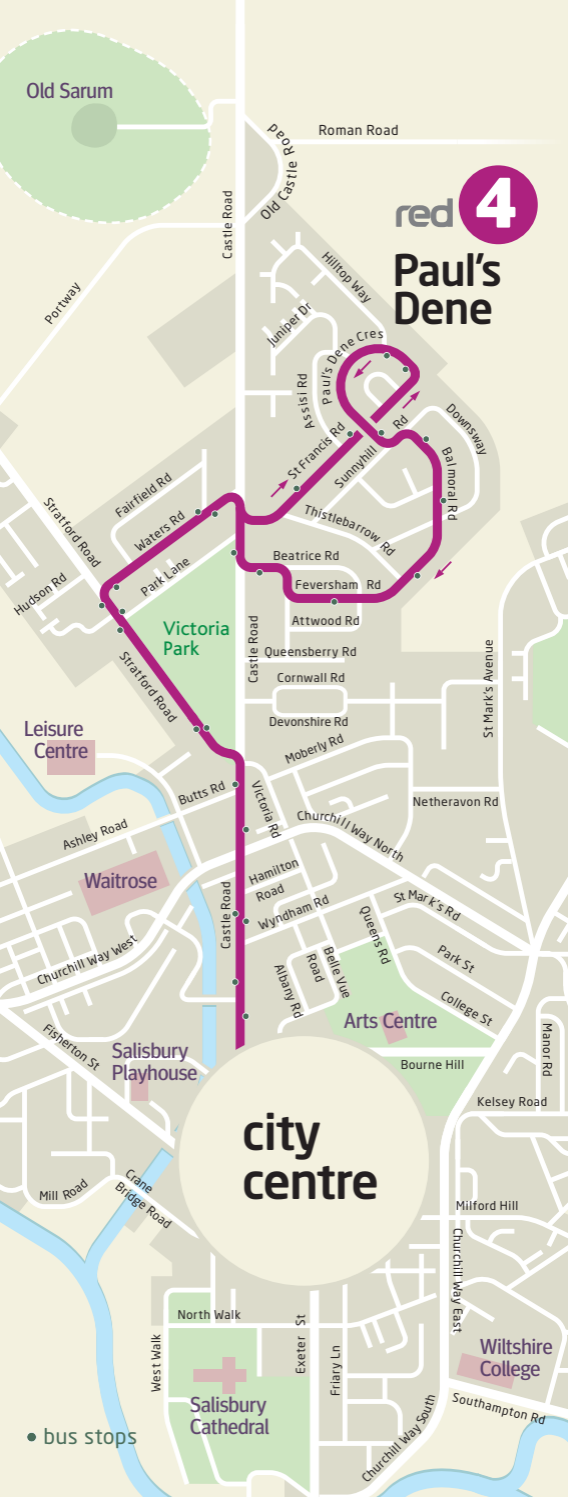 Old Sarum
Roman Road
Old Castle Road
Castle Road
red 4
Paul's
Dene
Portway
Hilltop Way
Juniper Dr
Paul's Dene Cres
Assisi Rd
St Francis Rd
Sunnyhill Rd
Downsway
Balmoral Rd
Fairfield Rd
Waters Rd
Stratford Road
Thistlebarrow Rd
Park Lane
Hudson Rd
Beatrice Rd
Feversham Rd
Attwood Rd
Victoria
Park
Castle Road
Queensberry Rd
Cornwall Rd
Devonshire Rd
St Mark's Avenue
Stratford Road
Leisure
Centre
Moberly Rd
Butts Rd
Victoria Rd
Netheravon Rd
Ashley Road
Churchill Way North
Waitrose
Hamilton
Road
St Mark's Rd
Castle Road
Wyndham Rd
Queens Rd
Park St
Churchill Way West
Belle Vue
Road
Albany Rd
College St
Arts Centre
Fisherton St
Salisbury
Playhouse
Bourne Hill
Manor Rd
Kelsey Road
city
centre
Crane
Bridge Road
Mill Road
Milford Hill
Churchill Way East
North Walk
West Walk
Exeter St
Friary Ln
Wiltshire
College
Salisbury
Cathedral
Southampton Rd
Churchill Way South
bus stops